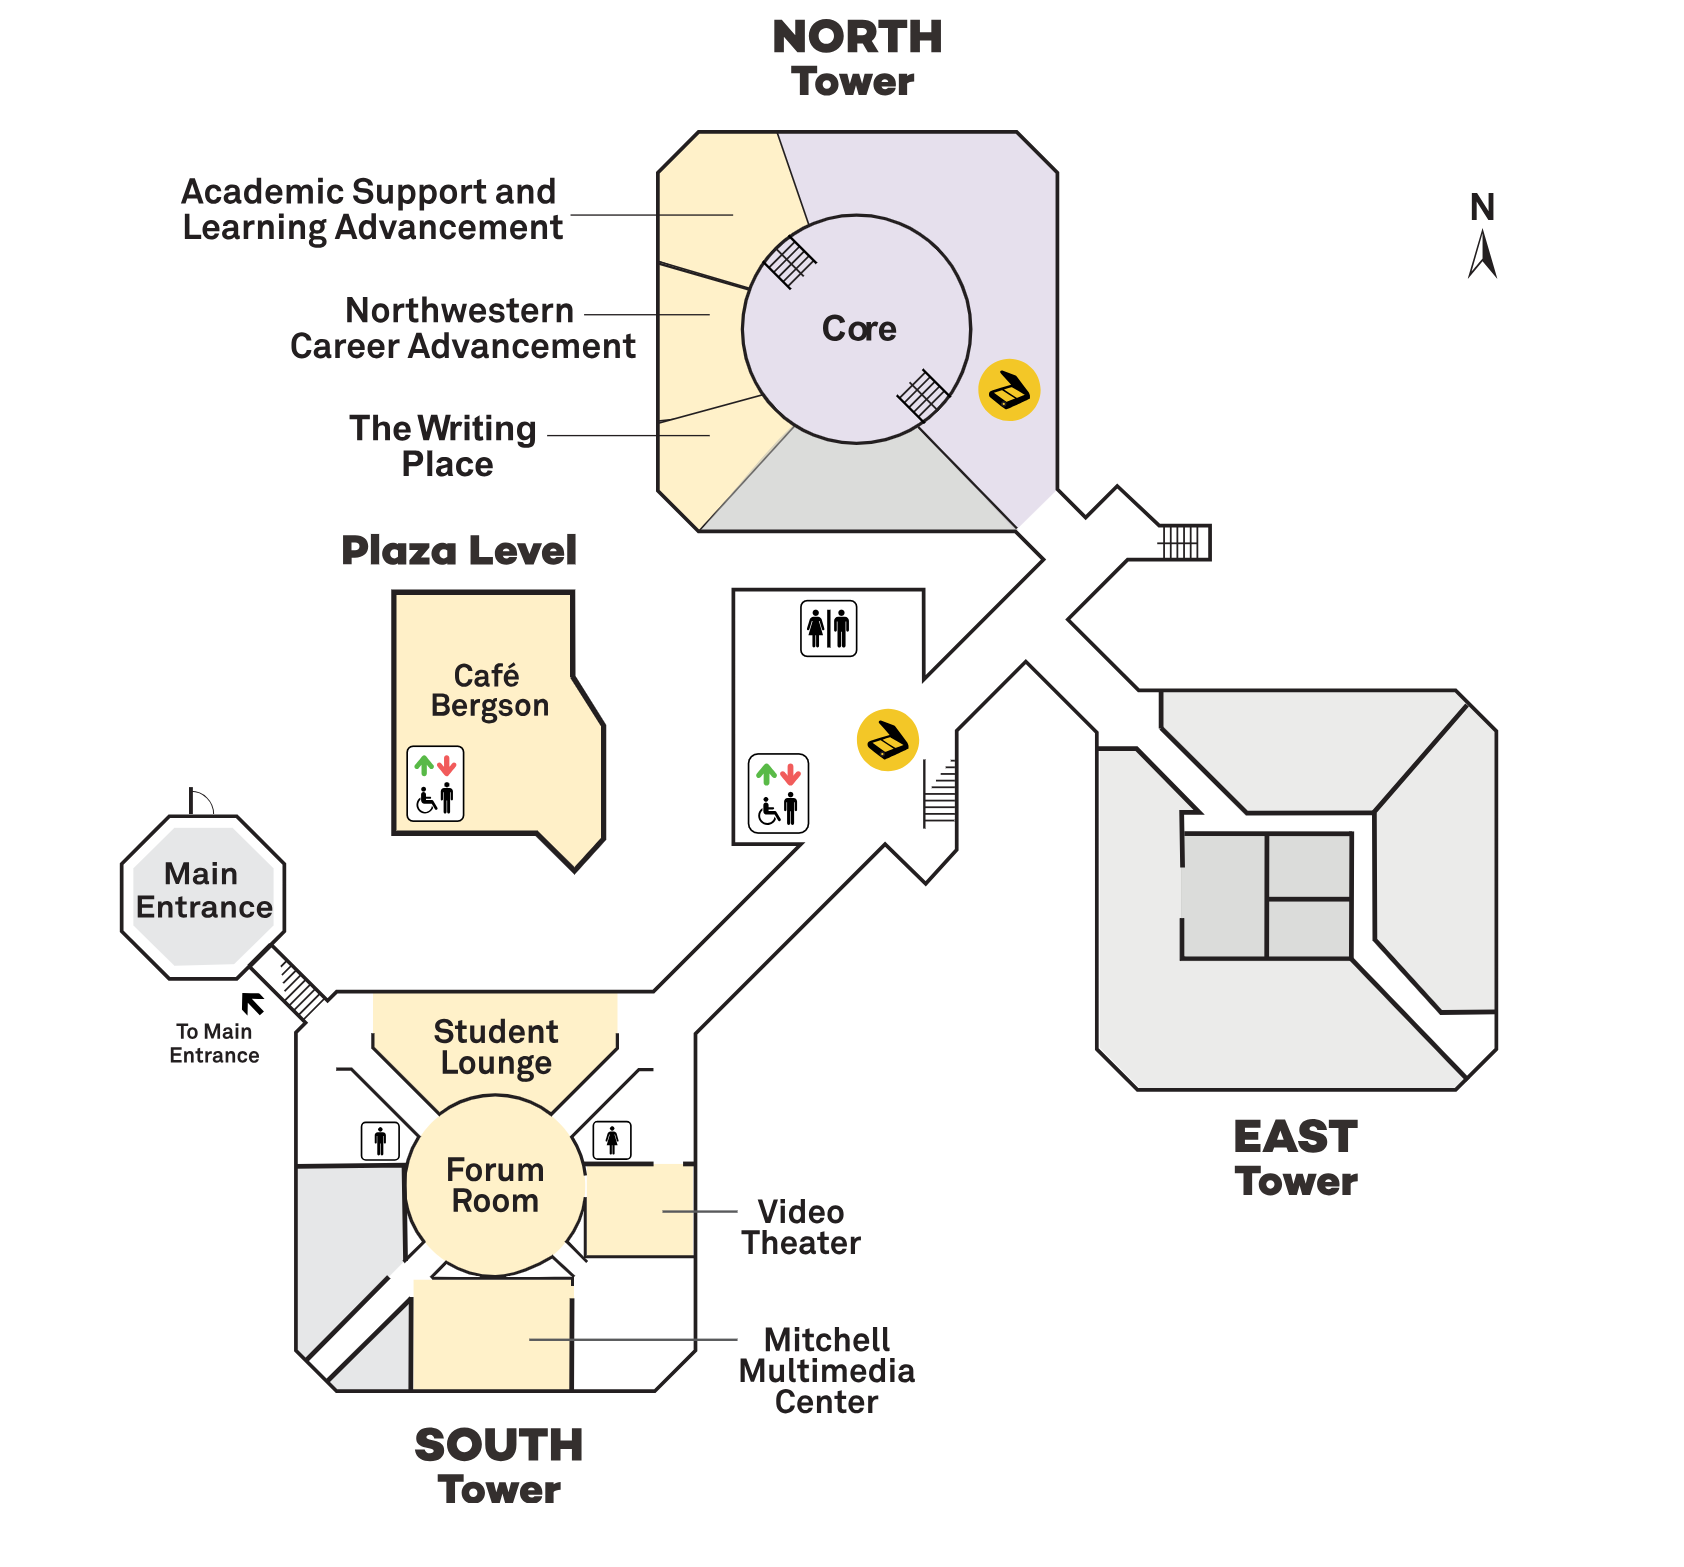 NORTH
Tower
Academic Support and
Learning Advancement
N
Northwestern
Career Advancement
Core
The Writing
Place
Plaza Level
Café
Bergson
Main
Entrance
To Main
Entrance
Student
Lounge
Forum
Room
EAST
Tower
Video
Theater
Mitchell
Multimedia
Center
SOUTH
Tower